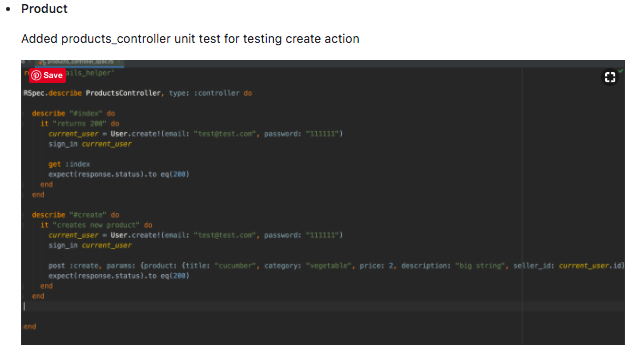 Product
Added products_controller unit test for testing create action
products_controller_spec.rb
Save ails_helper'
RSpec.describe ProductsController, type: :controller do
describe "#index" do
it "returns 200" do
current_user = User.create!(email: "test@test.com", password: "111111")
sign_in current_user
get :index
expect(response.status).to eq(200)
end
end
describe "#create" do
it "creates new product" do
current_user = User.create!(email: "test@test.com", password: "111111")
sign_in current_user
post :create, params: {product: {title: "cucumber", category: "vegetable", price: 2, description: "big string", seller_id: current_user.id}
expect(response.status).to eq(200)
end
end
end